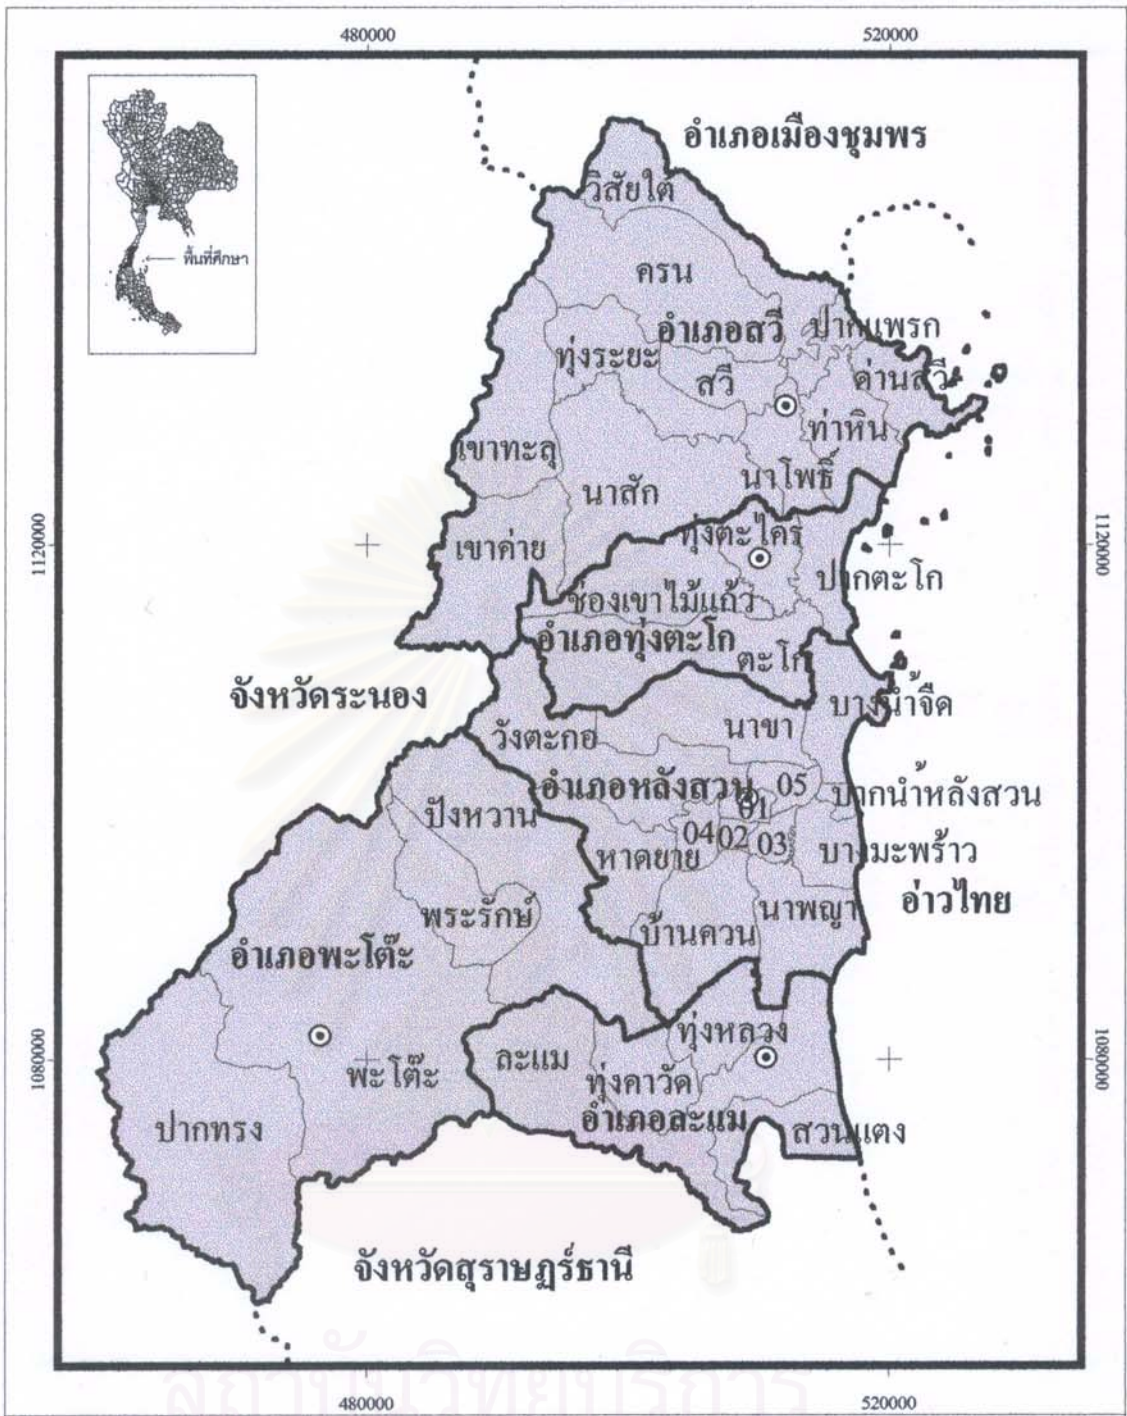 480000
520000
อำเภอเมืองชุมพร
วิสัยใต้
พื้นที่ศึกษา
ครน
ปากแพรก
อำเภอสวี
ทุ่งระยะ
สวี
ด่านสวี
ท่าหิน
เขาทะลุ
นาโพธิ์
นาสัก
1120000
1120000
ทุ่งตะไคร
เขาค่าย
ปากตะโก
ช่องเขาไม้แก้ว
อำเภอทุ่งตะโก
ตะโก
จังหวัดระนอง
บางน้ำจืด
นาขา
วังตะกอ
อำเภอหลังสวน
05
ปากน้ำหลังสวน
01
ปังหวาน
04
02
03
หาดยาย
บางมะพร้าว
อ่าวไทย
นาพญา
พระรักษ์
บ้านควน
อำเภอพะโต๊ะ
ทุ่งหลวง
1080000
1080000
ละแม
พะโต๊ะ
ทุ่งคาวัด
อำเภอละแม
ปากทรง
สวนแตง
จังหวัดสุราษฎร์ธานี
สถาบันวิทยบริการ
480000
520000